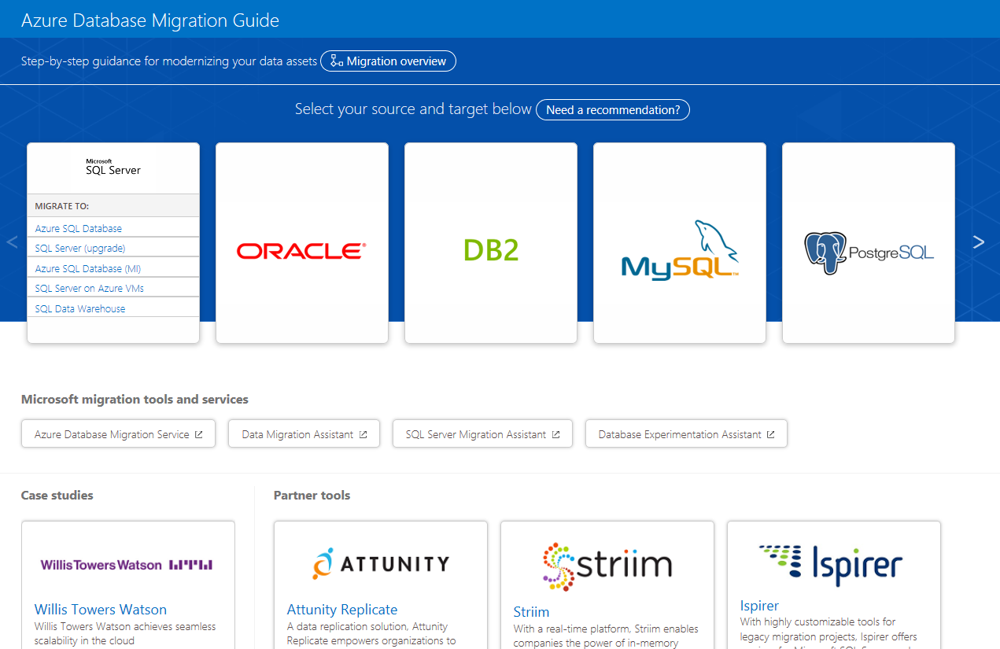 Azure Database Migration Guide
Step-by-step guidance for modernizing your data assets Migration overview
Select your source and target below Need a recommendation?
Microsoft
SQL Server
MIGRATE TO:
Azure SQL Database
SQL Server (upgrade)
Azure SQL Database (MI)
SQL Server on Azure VMs
SQL Data Warehouse
ORACLE®
DB2
MySQL™
PostgreSQL
Microsoft migration tools and services
Azure Database Migration Service
Data Migration Assistant
SQL Server Migration Assistant
Database Experimentation Assistant
Case studies
Willis Towers Watson
Willis Towers Watson
Willis Towers Watson achieves seamless
scalability in the cloud
Partner tools
ATTUNITY
Attunity Replicate
A data replication solution, Attunity
Replicate empowers organizations to
striim
Striim
With a real-time platform, Striim enables
companies the power of in-memory
Ispirer
Ispirer
With highly customizable tools for
legacy migration projects, Ispirer offers